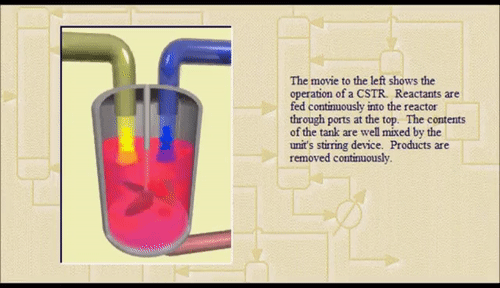 The movie to the left shows the
operation of a CSTR.  Reactants are
fed continuously into the reactor
through ports at the top.  The contents
of the tank are well mixed by the
unit's stirring device.  Products are
removed continuously.